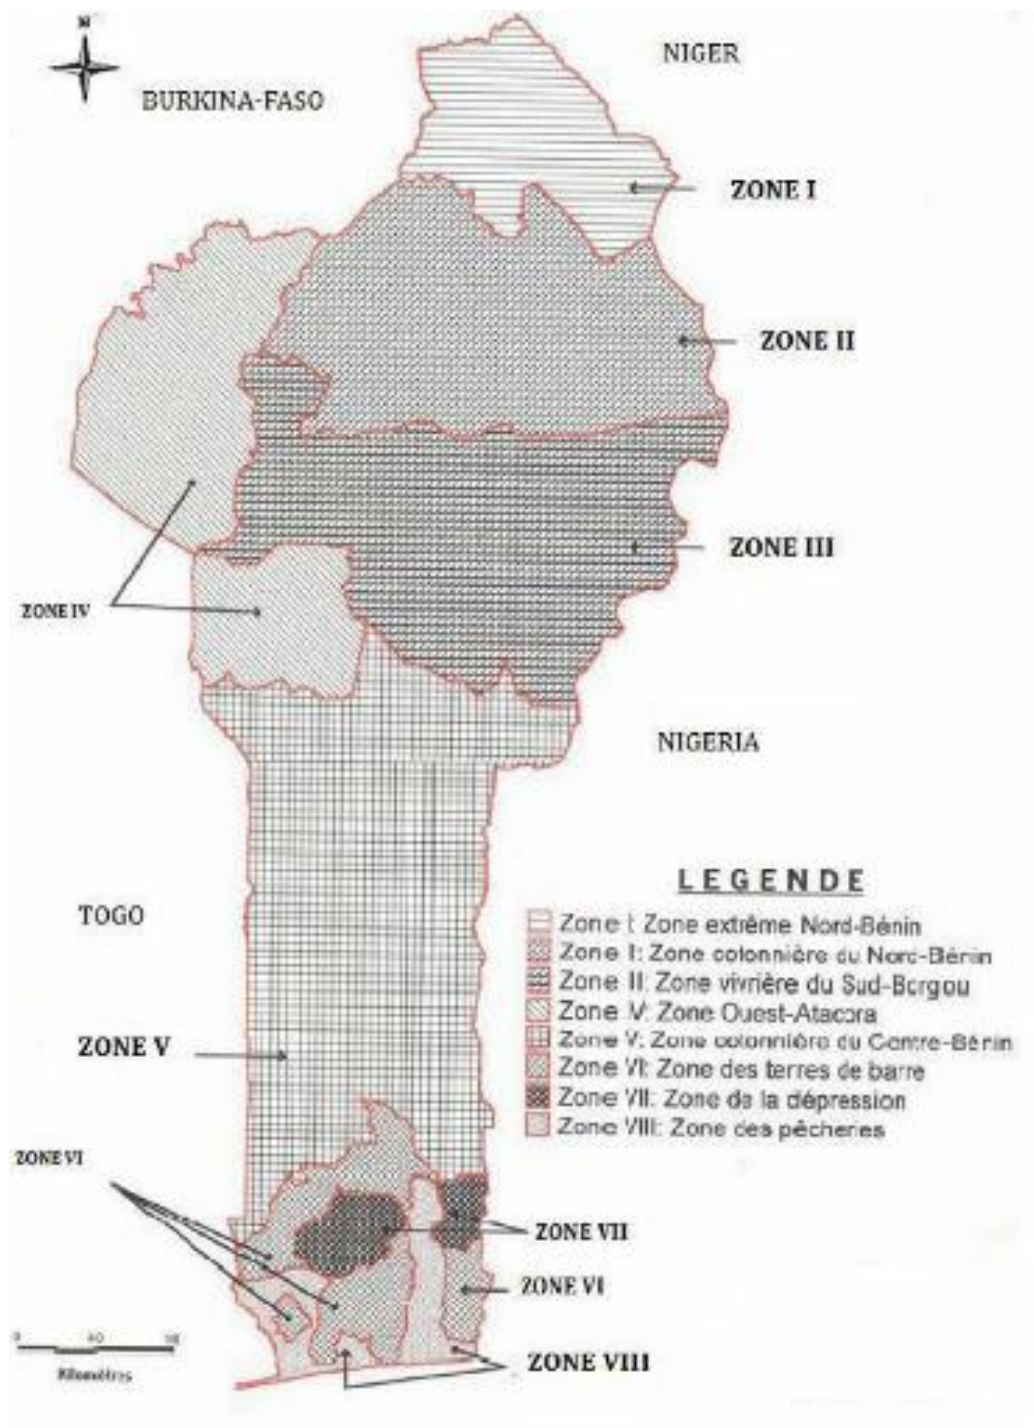 N
NIGER
BURKINA-FASO
ZONE I
ZONE II
ZONE III
ZONE IV
NIGERIA
TOGO
LEGENDE
Zone I: Zone extrême Nord-Bénin
Zone I: Zone cotonnière du Nord-Bénin
Zone II: Zone vivrière du Sud-Borgou
Zone IV: Zone Ouest-Atacora
Zone V: Zone cotonnière du Centre-Bénin
Zone VI: Zone des terres de barre
Zone VII: Zone de la dépression
Zone VIII: Zone des pêcheries
ZONE V
ZONE VI
ZONE VII
ZONE VI
ZONE VIII
0 40
Kilomètres